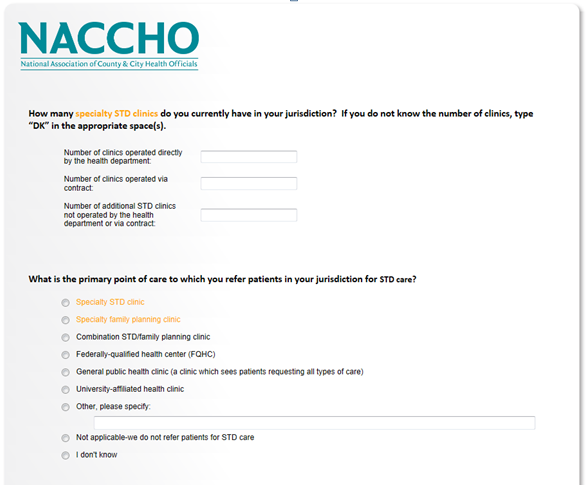 NACCHO
National Association of County & City Health Officials
How many specialty STD clinics do you currently have in your jurisdiction?  If you do not know the number of clinics, type
“DK” in the appropriate space(s).
Number of clinics operated directly
by the health department:
Number of clinics operated via
contract:
Number of additional STD clinics
not operated by the health
department or via contract:
What is the primary point of care to which you refer patients in your jurisdiction for STD care?
Specialty STD clinic
Specialty family planning clinic
Combination STD/family planning clinic
Federally-qualified health center (FQHC)
General public health clinic (a clinic which sees patients requesting all types of care)
University-affiliated health clinic
Other, please specify:
Not applicable-we do not refer patients for STD care
I don't know